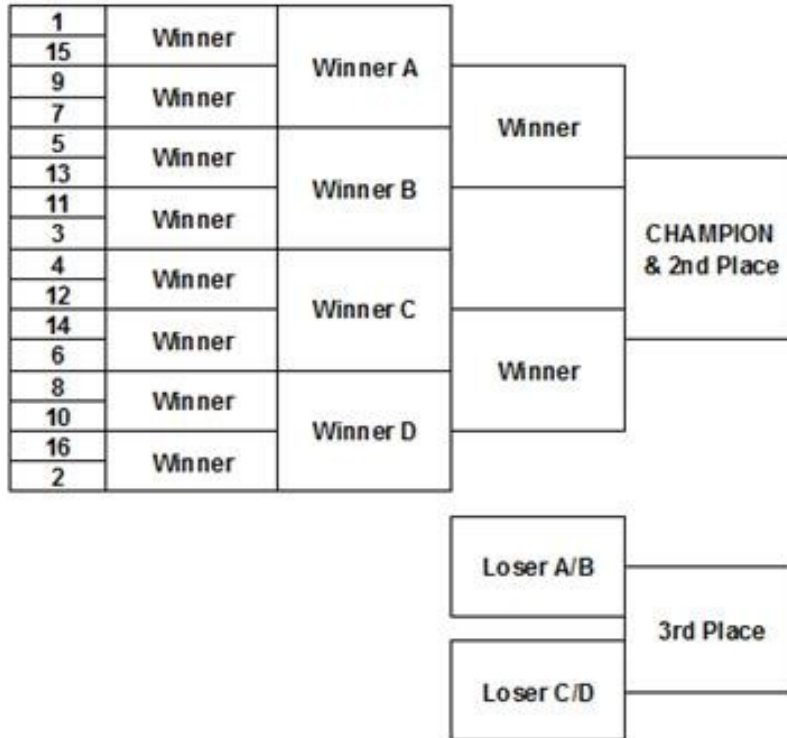 1
15
Winner
Winner A
9
7
Winner
Winner
5
13
Winner
Winner B
11
3
Winner
CHAMPION
& 2nd Place
4
12
Winner
Winner C
14
6
Winner
Winner
8
10
Winner
Winner D
16
2
Winner
Loser A/B
3rd Place
Loser C/D